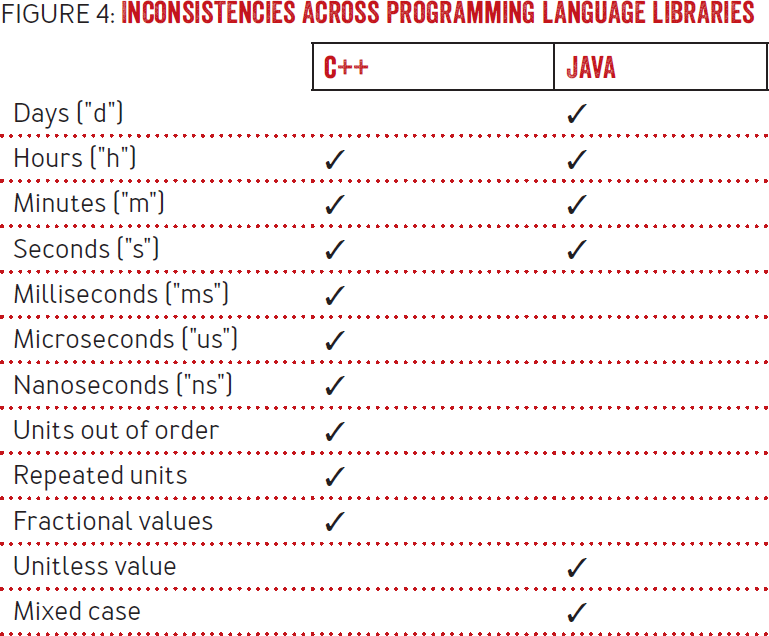 FIGURE 4: INCONSISTENCIES ACROSS PROGRAMMING LANGUAGE LIBRARIES
C++ JAVA
Days ("d") ✓
Hours ("h") ✓ ✓
Minutes ("m") ✓ ✓
Seconds ("s") ✓ ✓
Milliseconds ("ms") ✓
Microseconds ("us") ✓
Nanoseconds ("ns") ✓
Units out of order ✓
Repeated units ✓
Fractional values ✓
Unitless value ✓
Mixed case ✓